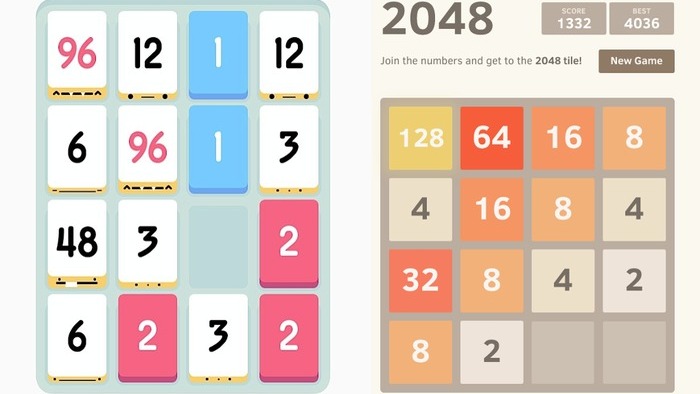 96 12 1 12
6 96 1 3
48 3 2
6 2 3 2
2048
SCORE
1332
BEST
4036
Join the numbers and get to the 2048 tile!
New Game
128 64 16 8
4 16 8 4
32 8 4 2
8 2